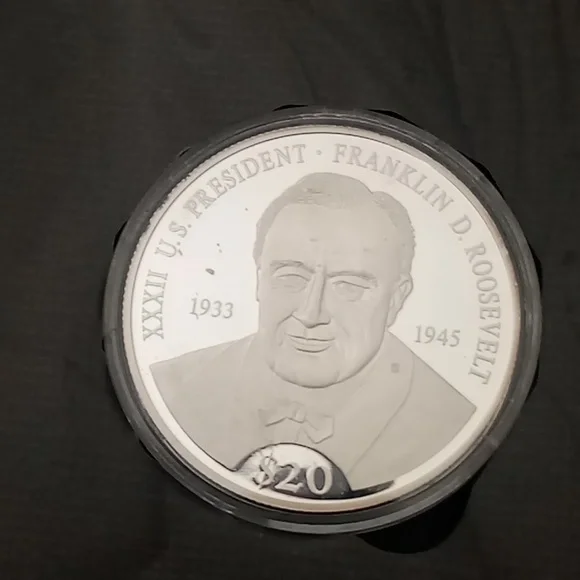 XXXII U.S. PRESIDENT · FRANKLIN D. ROOSEVELT
1933
1945
$20